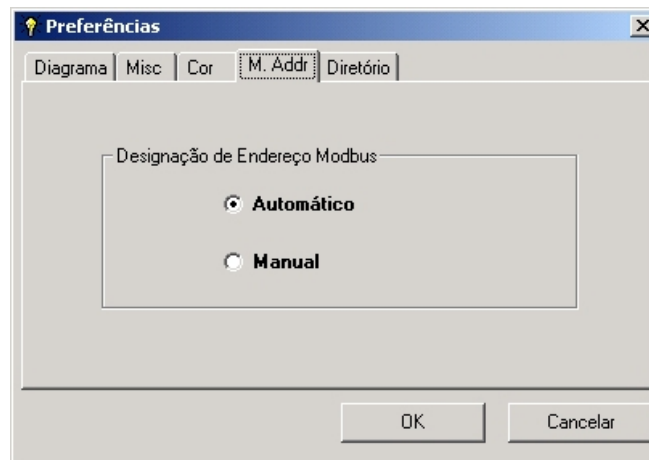 Preferências
Diagrama Misc Cor M. Addr Diretório
Designação de Endereço Modbus
Automático
Manual
OK Cancelar